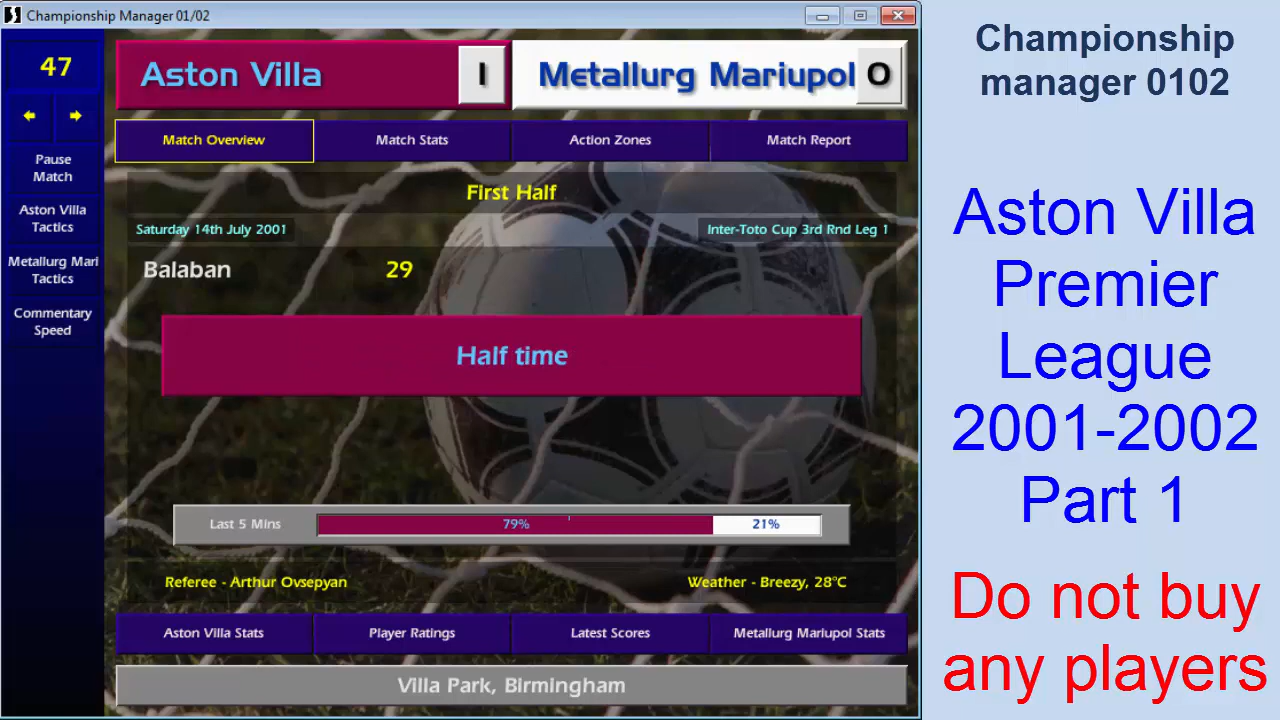 Championship Manager 01/02
47
Pause
Match
Aston Villa
Tactics
Metallurg Mari
Tactics
Commentary
Speed
Aston Villa 1 Metallurg Mariupol 0
Match Overview Match Stats Action Zones Match Report
First Half
Saturday 14th July 2001 Inter-Toto Cup 3rd Rnd Leg 1
Balaban 29
Half time
Last 5 Mins 79% 21%
Referee - Arthur Ovsepyan Weather - Breezy, 28°C
Aston Villa Stats Player Ratings Latest Scores Metallurg Mariupol Stats
Villa Park, Birmingham
Championship
manager 0102
Aston Villa
Premier
League
2001-2002
Part 1
Do not buy
any players